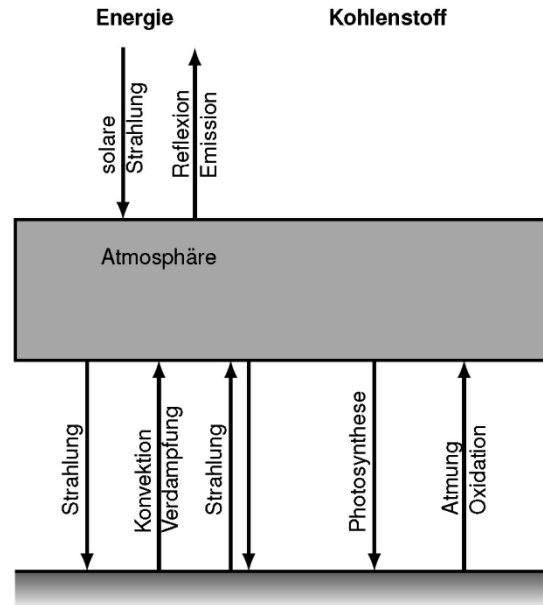 Energie
Kohlenstoff
solare
Strahlung
Reflexion
Emission
Atmosphäre
Strahlung
Konvektion
Verdampfung
Strahlung
Photosynthese
Atmung
Oxidation